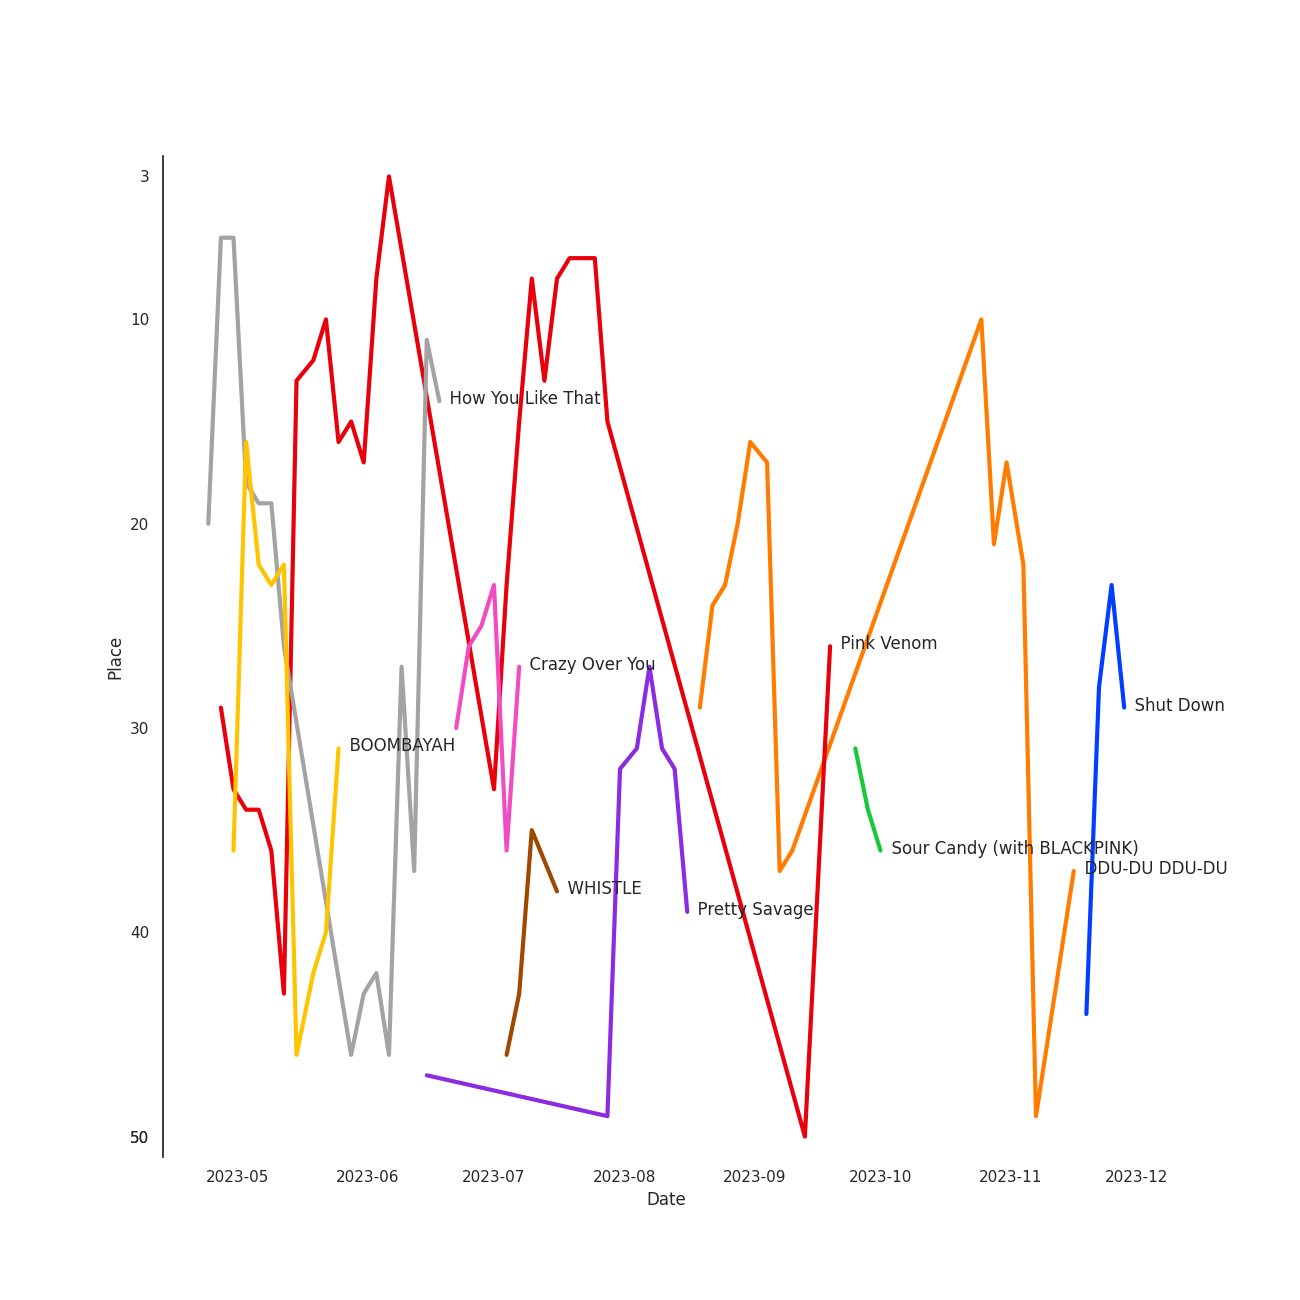 3
10
How You Like That
20
Pink Venom
Place
Crazy Over You
Shut Down
30
BOOMBAYAH
Sour Candy (with BLACKPINK)
DDU-DU DDU-DU
WHISTLE
Pretty Savage
40
50
2023-05 2023-06 2023-07 2023-08 2023-09 2023-10 2023-11 2023-12
Date